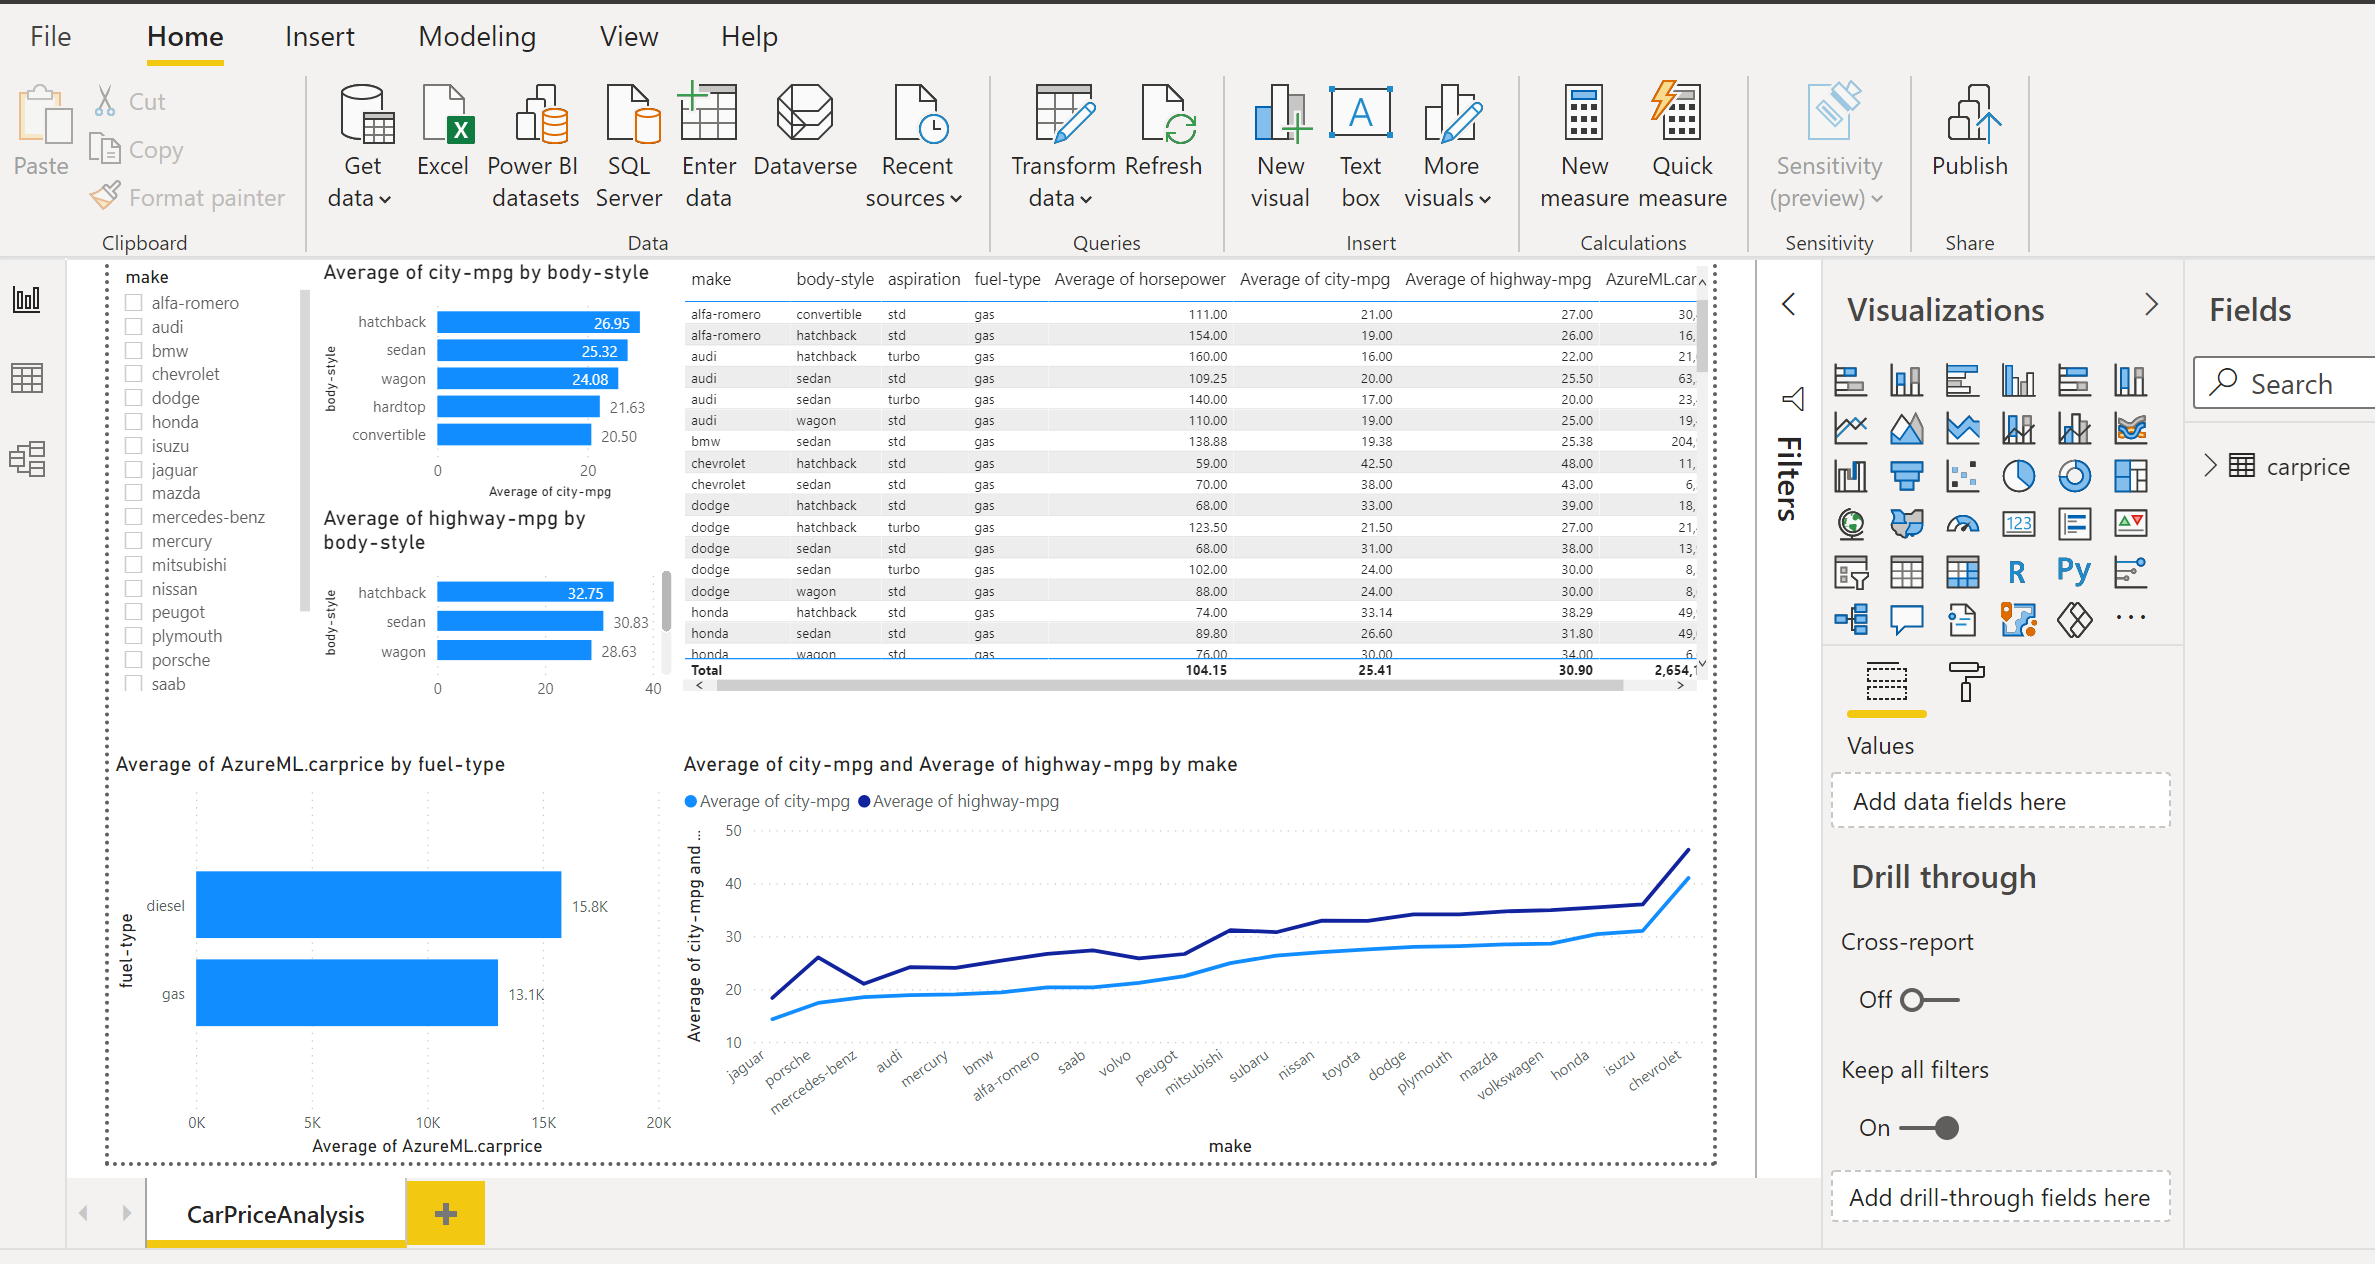 File Home Insert Modeling View Help
Paste
Cut
Copy
Format painter
Clipboard
Get data
Excel
Power BI datasets
SQL Server
Enter data
Dataverse
Recent sources
Data
Transform data
Refresh
Queries
New visual
Text box
More visuals
Insert
New measure
Quick measure
Calculations
Sensitivity (preview)
Sensitivity
Publish
Share
make
alfa-romero
audi
bmw
chevrolet
dodge
honda
isuzu
jaguar
mazda
mercedes-benz
mercury
mitsubishi
nissan
peugot
plymouth
porsche
saab
Average of city-mpg by body-style
body-style
hatchback 26.95
sedan 25.32
wagon 24.08
hardtop 21.63
convertible 20.50
0 20
Average of city-mpg
Average of highway-mpg by
body-style
body-style
hatchback 32.75
sedan 30.83
wagon 28.63
0 20 40
make body-style aspiration fuel-type Average of horsepower Average of city-mpg Average of highway-mpg AzureML.car
alfa-romero convertible std gas 111.00 21.00 27.00 30,
alfa-romero hatchback std gas 154.00 19.00 26.00 16,
audi hatchback turbo gas 160.00 16.00 22.00 21,
audi sedan std gas 109.25 20.00 25.50 63,
audi sedan turbo gas 140.00 17.00 20.00 23,
audi wagon std gas 110.00 19.00 25.00 19,
bmw sedan std gas 138.88 19.38 25.38 204,
chevrolet hatchback std gas 59.00 42.50 48.00 11,
chevrolet sedan std gas 70.00 38.00 43.00 6,
dodge hatchback std gas 68.00 33.00 39.00 18,
dodge hatchback turbo gas 123.50 21.50 27.00 21,
dodge sedan std gas 68.00 31.00 38.00 13,
dodge sedan turbo gas 102.00 24.00 30.00 8,
dodge wagon std gas 88.00 24.00 30.00 8,
honda hatchback std gas 74.00 33.14 38.29 49,
honda sedan std gas 89.80 26.60 31.80 49,
honda wagon std gas 76.00 30.00 34.00 6,
Total 104.15 25.41 30.90 2,654,1
Average of AzureML.carprice by fuel-type
fuel-type
diesel 15.8K
gas 13.1K
0K 5K 10K 15K 20K
Average of AzureML.carprice
Average of city-mpg and Average of highway-mpg by make
Average of city-mpg Average of highway-mpg
Average of city-mpg and ...
50
40
30
20
10
jaguar porsche mercedes-benz audi mercury bmw alfa-romero saab volvo peugot mitsubishi subaru nissan toyota dodge plymouth mazda volkswagen honda isuzu chevrolet
make
Filters
Visualizations
123
R Py
...
Values
Add data fields here
Drill through
Cross-report
Off
Keep all filters
On
Add drill-through fields here
Fields
Search
carprice
CarPriceAnalysis